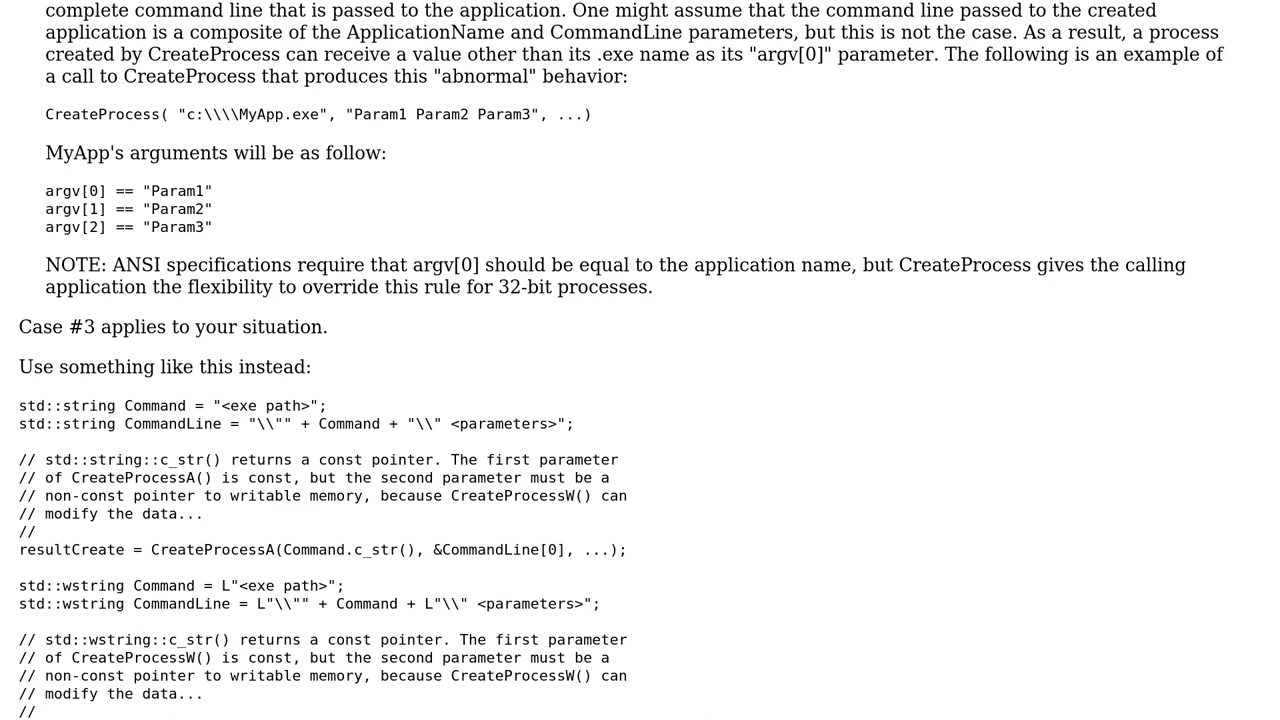 complete command line that is passed to the application. One might assume that the command line passed to the created
application is a composite of the ApplicationName and CommandLine parameters, but this is not the case. As a result, a process
created by CreateProcess can receive a value other than its .exe name as its "argv[0]" parameter. The following is an example of
a call to CreateProcess that produces this "abnormal" behavior:
CreateProcess( "c:\\\\MyApp.exe", "Param1 Param2 Param3", ...)
MyApp's arguments will be as follow:
argv[0] == "Param1"
argv[1] == "Param2"
argv[2] == "Param3"
NOTE: ANSI specifications require that argv[0] should be equal to the application name, but CreateProcess gives the calling
application the flexibility to override this rule for 32-bit processes.
Case #3 applies to your situation.
Use something like this instead:
std::string Command = "<exe path>";
std::string CommandLine = "\\"" + Command + "\\" <parameters>";
// std::string::c_str() returns a const pointer. The first parameter
// of CreateProcessA() is const, but the second parameter must be a
// non-const pointer to writable memory, because CreateProcessW() can
// modify the data...
//
resultCreate = CreateProcessA(Command.c_str(), &CommandLine[0], ...);
std::wstring Command = L"<exe path>";
std::wstring CommandLine = L"\\"" + Command + L"\\" <parameters>";
// std::wstring::c_str() returns a const pointer. The first parameter
// of CreateProcessW() is const, but the second parameter must be a
// non-const pointer to writable memory, because CreateProcessW() can
// modify the data...
//